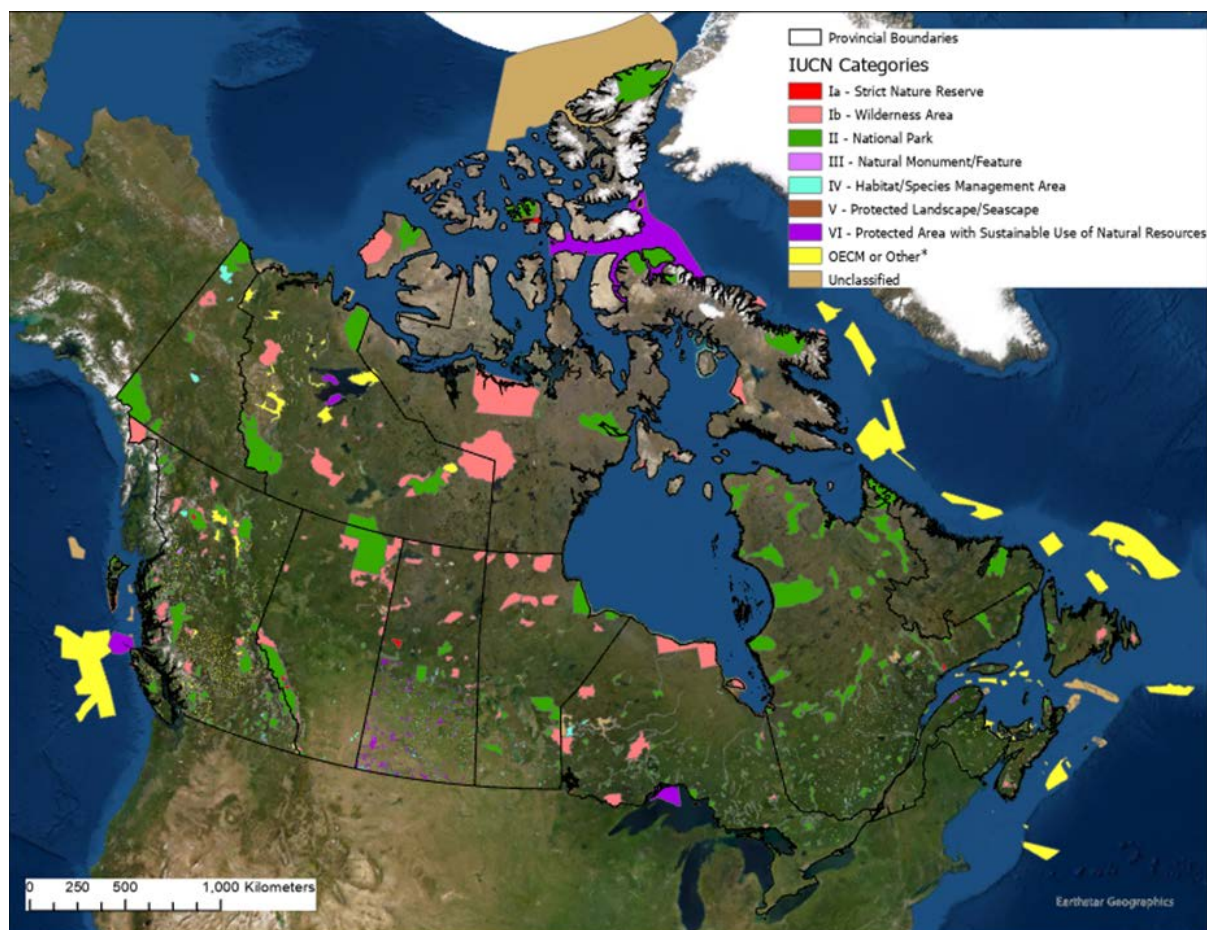 Provincial Boundaries
IUCN Categories
Ia - Strict Nature Reserve
Ib - Wilderness Area
II - National Park
III - Natural Monument/Feature
IV - Habitat/Species Management Area
V - Protected Landscape/Seascape
VI - Protected Area with Sustainable Use of Natural Resources
OECM or Other*
Unclassified
0 250 500 1,000 Kilometers
Earthstar Geographics